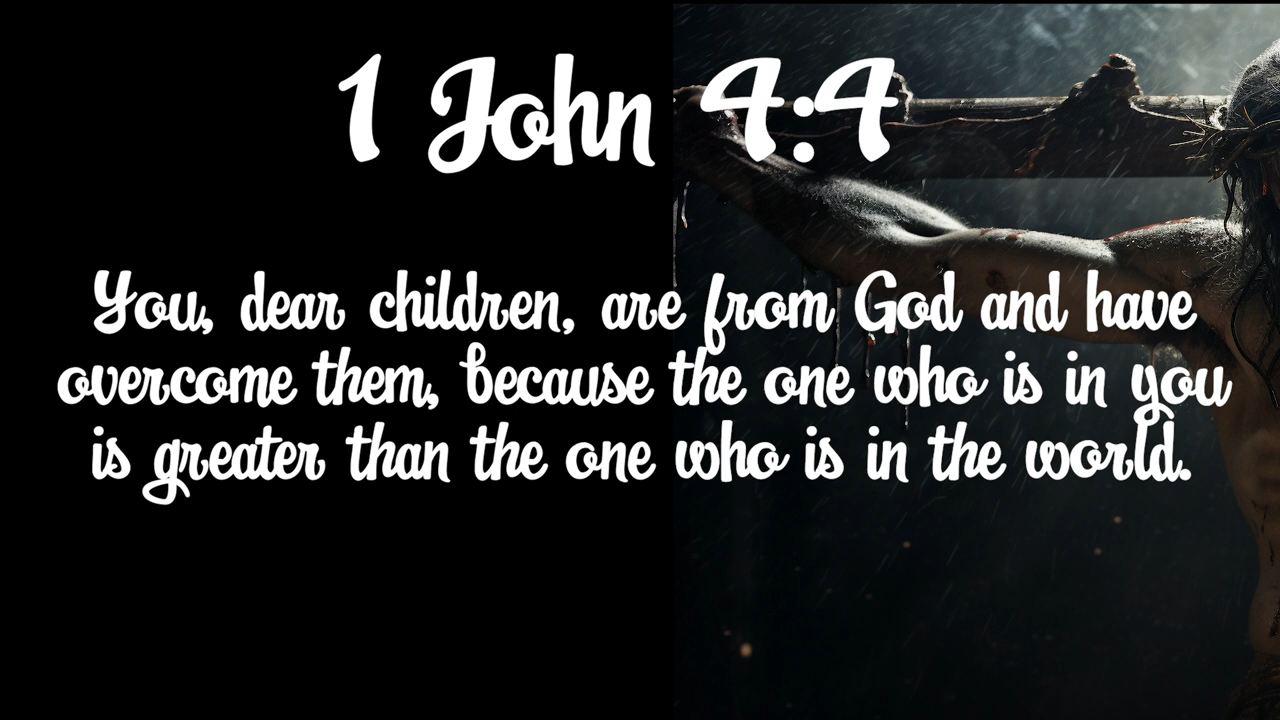 1 John 4:4
You, dear children, are from God and have
overcome them, because the one who is in you
is greater than the one who is in the world.